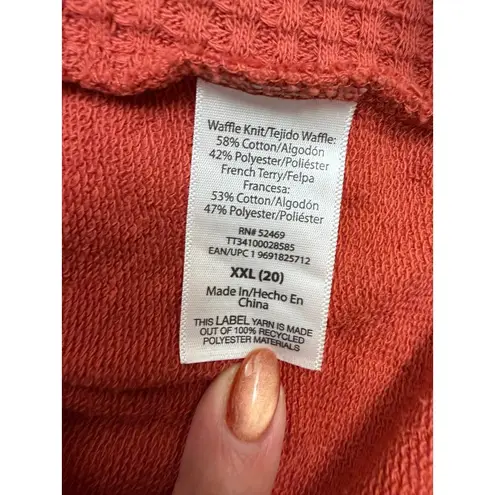 Waffle Knit/Tejido Waffle:
58% Cotton/Algodón
42% Polyester/Poliéster
French Terry/Felpa
Francesa:
53% Cotton/Algodón
47% Polyester/Poliéster
RN# 52469
TT34100028585
EAN/UPC 1 9691825712
XXL (20)
Made In/Hecho En
China
THIS LABEL YARN IS MADE
OUT OF 100% RECYCLED
POLYESTER MATERIALS